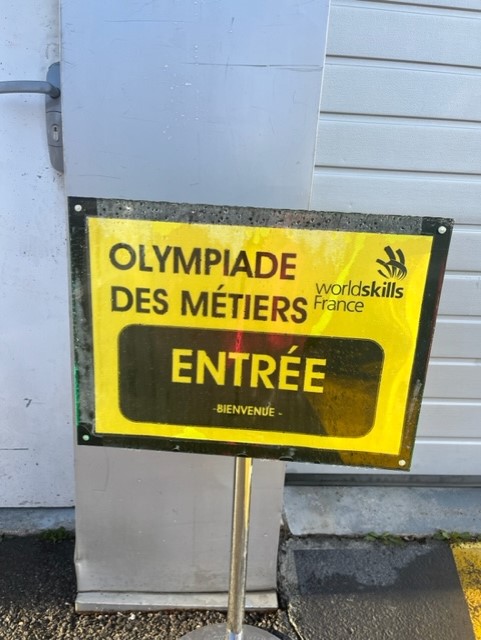 OLYMPIADE
DES MÉTIERS
worldskills
France
ENTRÉE
-BIENVENUE -